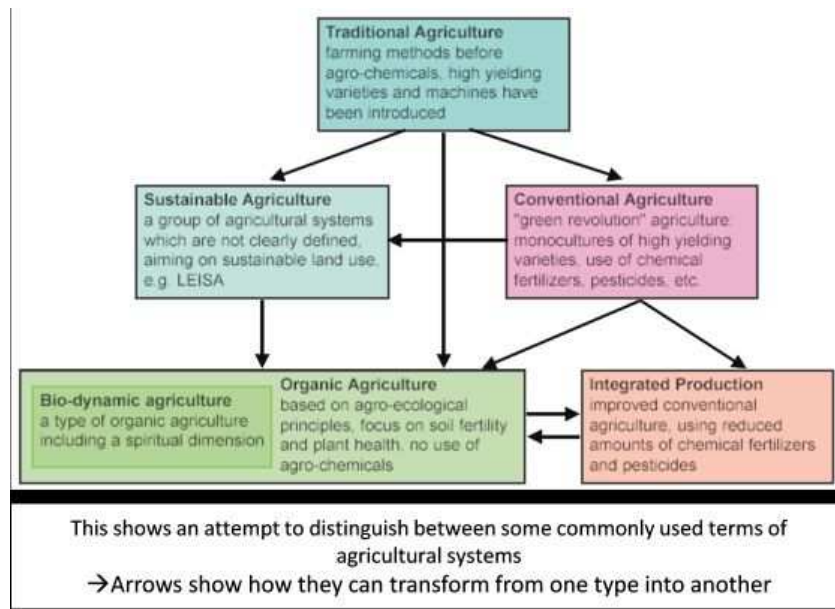 Traditional Agriculture
farming methods before
agro-chemicals, high yielding
varieties and machines have
been introduced
Sustainable Agriculture
a group of agricultural systems
which are not clearly defined,
aiming on sustainable land use,
e.g. LEISA
Conventional Agriculture
"green revolution" agriculture:
monocultures of high yielding
varieties, use of chemical
fertilizers, pesticides, etc.
Bio-dynamic agriculture
a type of organic agriculture
including a spiritual dimension
Organic Agriculture
based on agro-ecological
principles, focus on soil fertility
and plant health, no use of
agro-chemicals
Integrated Production
improved conventional
agriculture, using reduced
amounts of chemical fertilizers
and pesticides
This shows an attempt to distinguish between some commonly used terms of
agricultural systems
→Arrows show how they can transform from one type into another